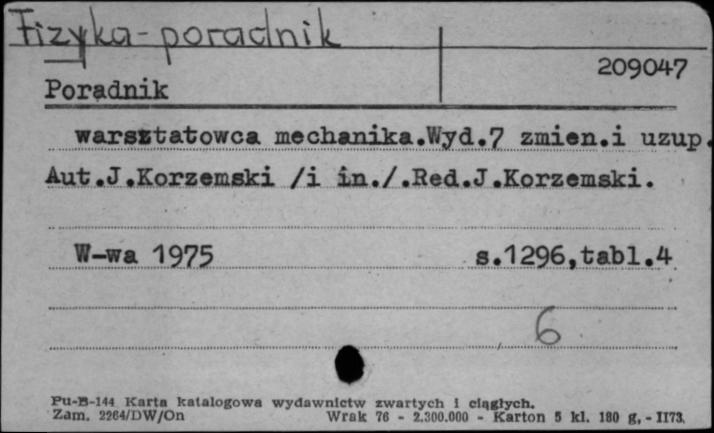 Fizyka-poradnik
209047
Poradnik
warsztatowca mechanika.Wyd.7 zmien.i uzup.
Aut.J.Korzemski /i in./.Red.J.Korzemski.
W-wa 1975 s.1296,tabl.4
6
Pu-B-144 Karta katalogowa wydawnictw zwartych i ciągłych.
Zam. 2264/DW/On Wrak 76 - 2.300.000 - Karton 5 kl. 180 g, - II73.